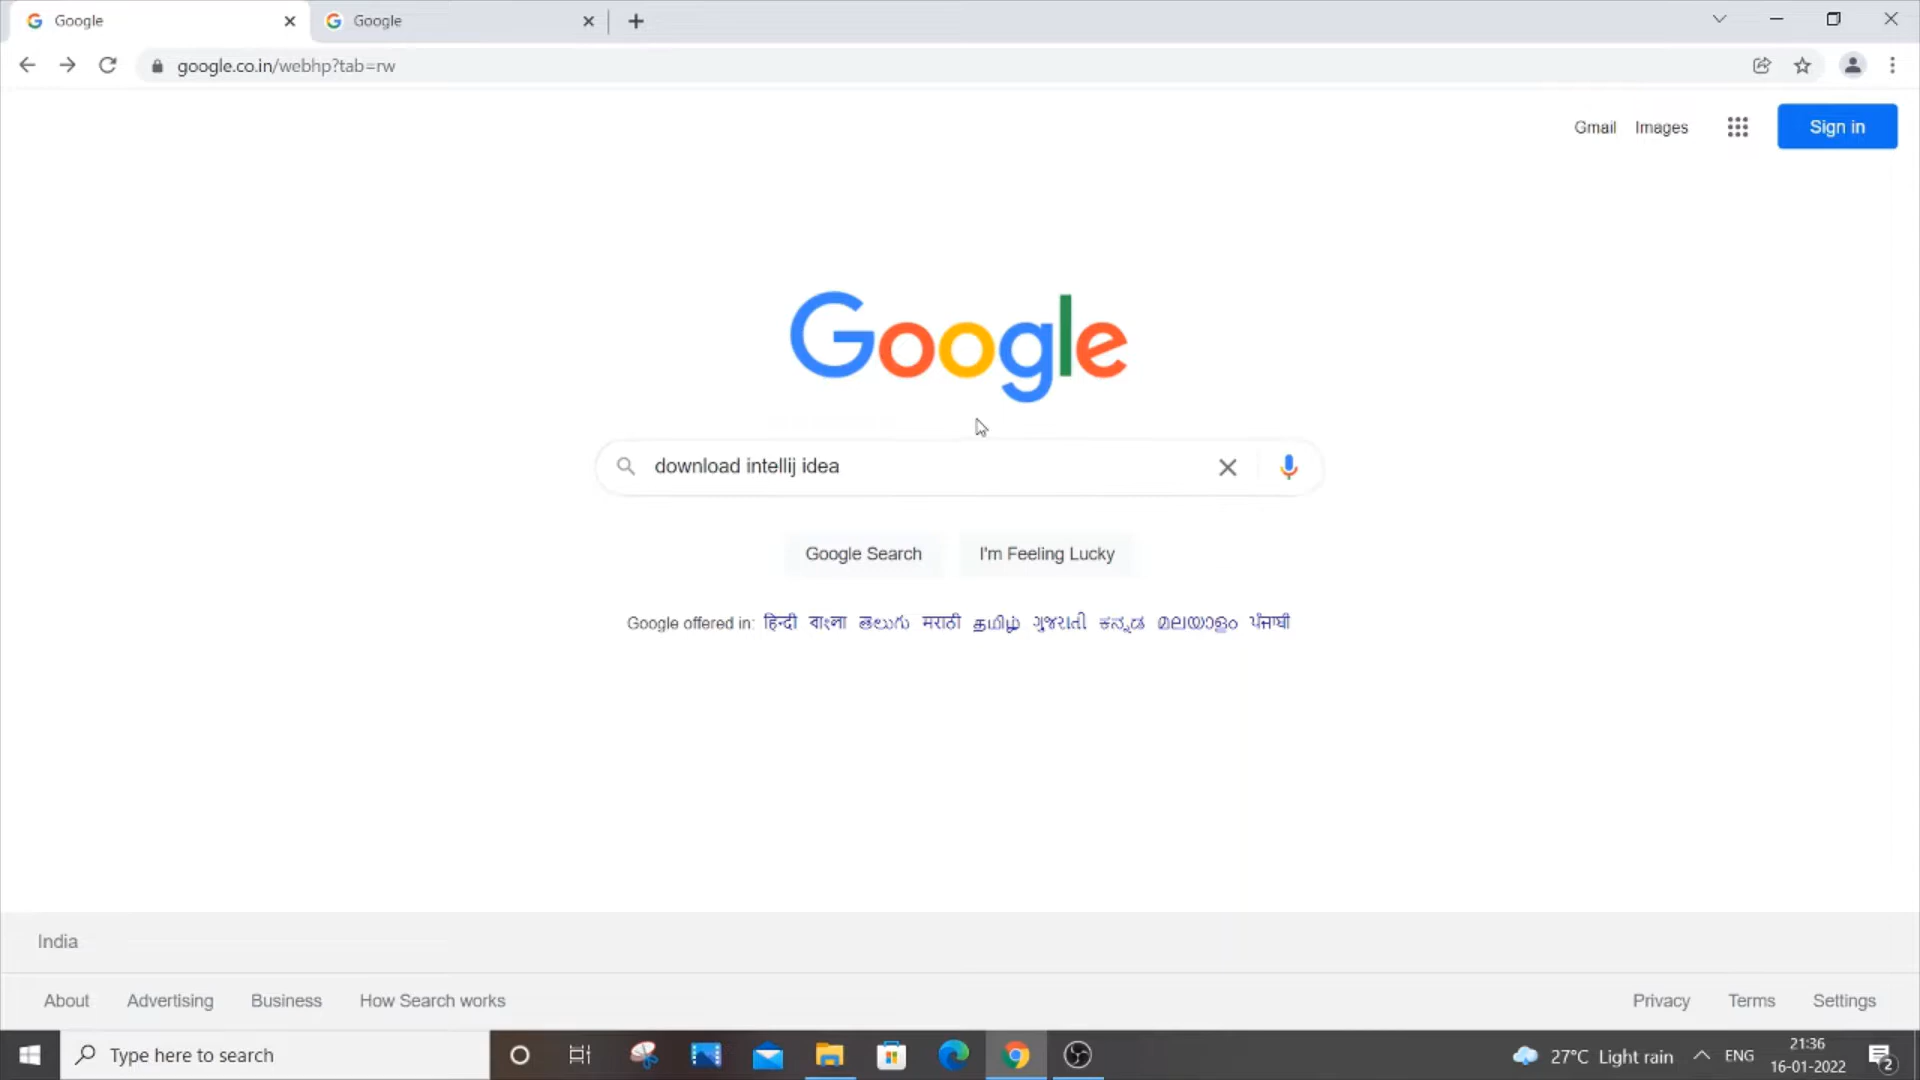 Google Google
google.co.in/webhp?tab=rw
Gmail Images Sign in
Google
download intellij idea
Google Search I'm Feeling Lucky
Google offered in: हिन्दी বাংলা తెలుగు मराठी தமிழ் ગુજરાતી ಕನ್ನಡ മലയാളം ਪੰਜਾਬੀ
India
About Advertising Business How Search works Privacy Terms Settings
Type here to search 27°C Light rain ENG 21:36
16-01-2022 2